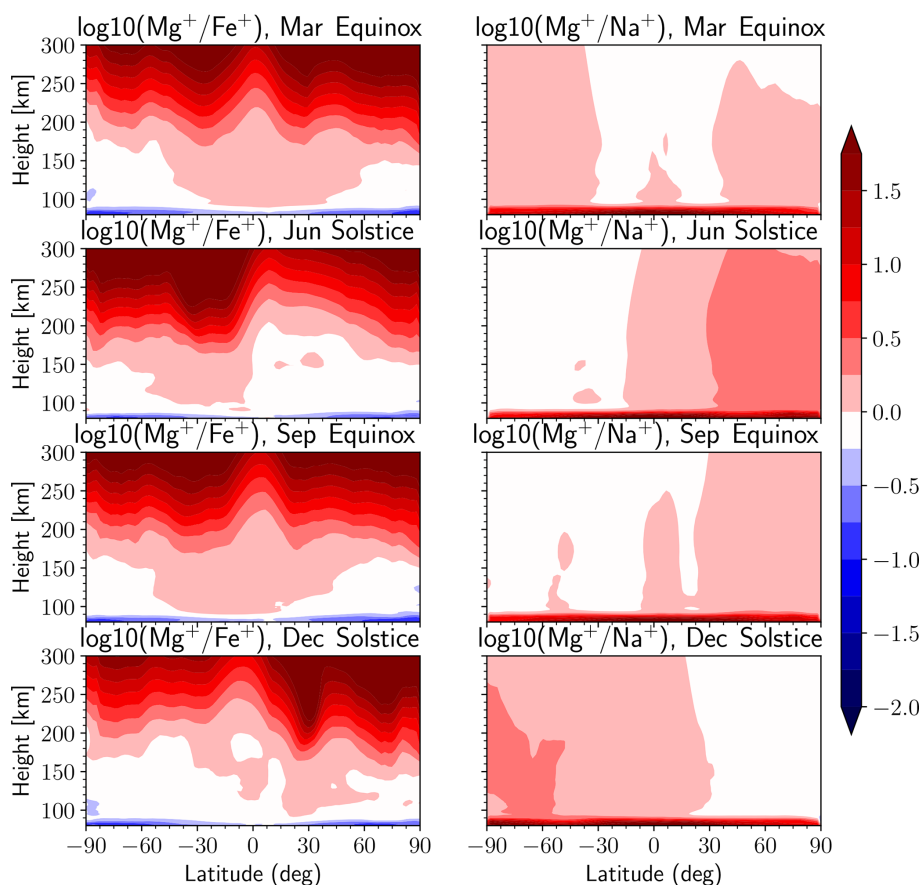 log10(Mg⁺/Fe⁺), Mar Equinox
log10(Mg⁺/Na⁺), Mar Equinox
300
250
200
150
100
Height [km]
log10(Mg⁺/Fe⁺), Jun Solstice
log10(Mg⁺/Na⁺), Jun Solstice
300
250
200
150
100
Height [km]
log10(Mg⁺/Fe⁺), Sep Equinox
log10(Mg⁺/Na⁺), Sep Equinox
300
250
200
150
100
Height [km]
log10(Mg⁺/Fe⁺), Dec Solstice
log10(Mg⁺/Na⁺), Dec Solstice
300
250
200
150
100
Height [km]
−90 −60 −30 0 30 60 90
Latitude (deg)
−90 −60 −30 0 30 60 90
Latitude (deg)
1.5
1.0
0.5
0.0
−0.5
−1.0
−1.5
−2.0